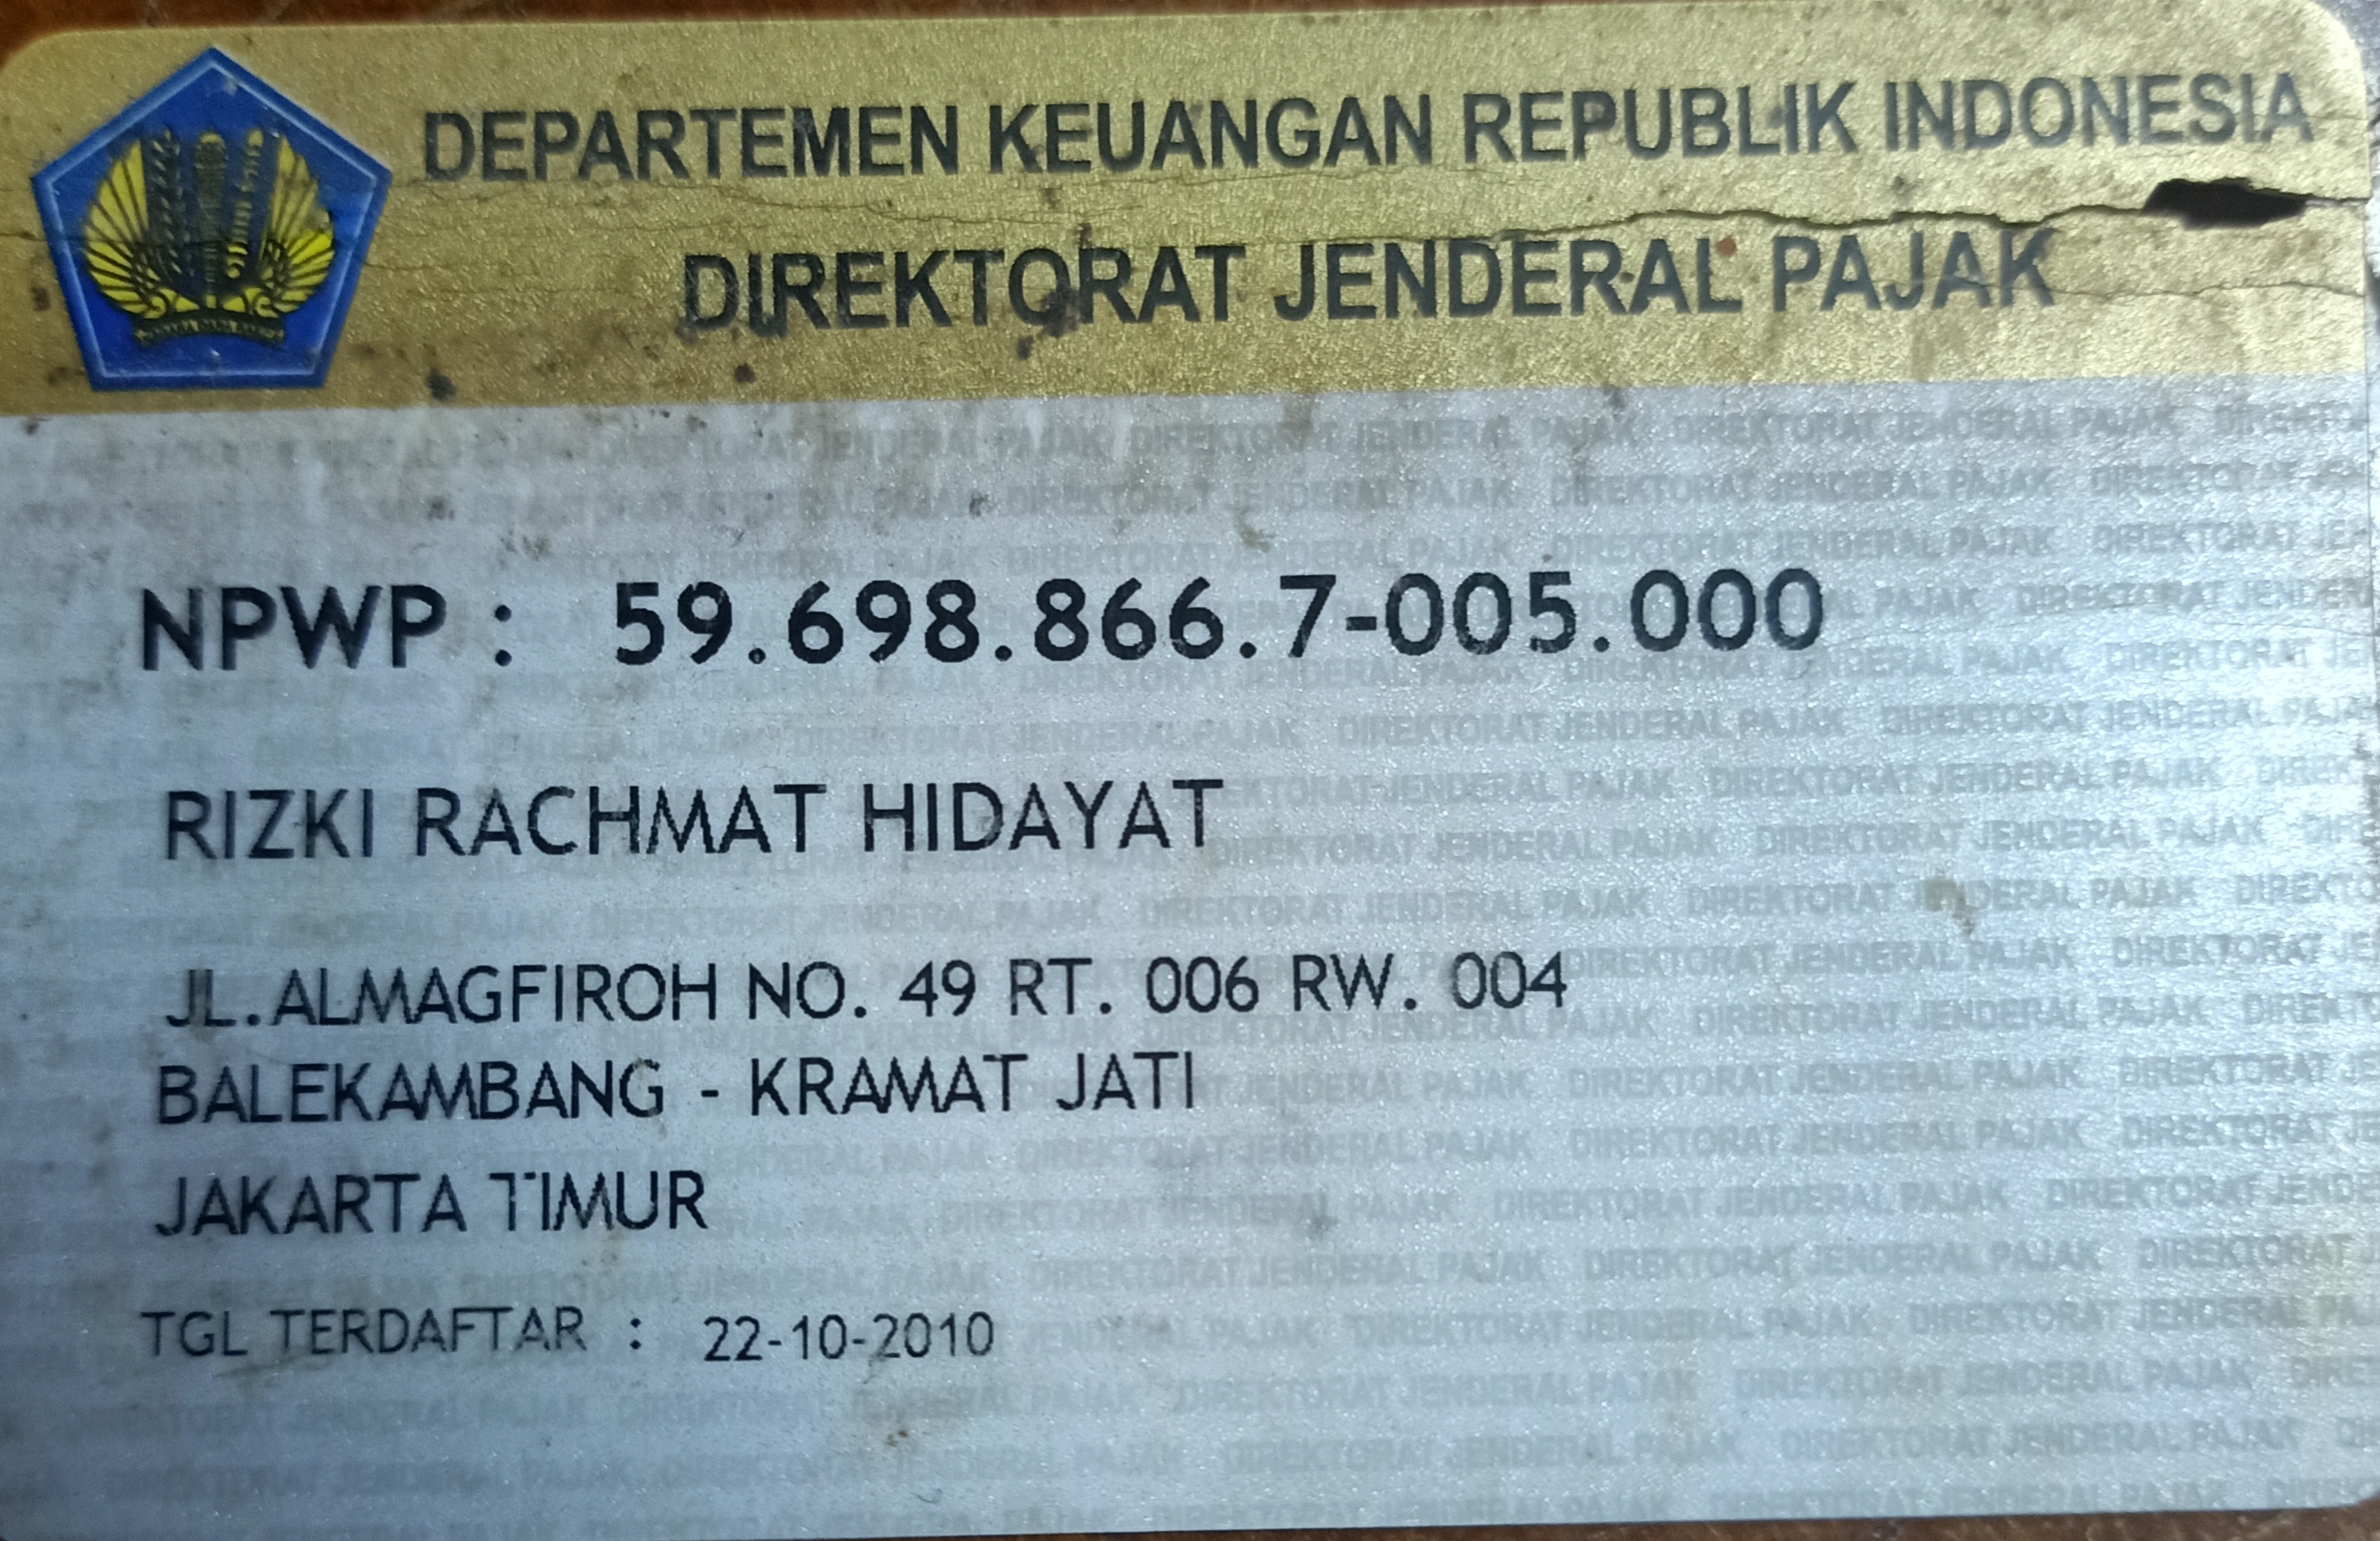 DEPARTEMEN KEUANGAN REPUBLIK INDONESIA
DIREKTORAT JENDERAL PAJAK
NPWP : 59.698.866.7-005.000
RIZKI RACHMAT HIDAYAT
JL.ALMAGFIROH NO. 49 RT. 006 RW. 004
BALEKAMBANG - KRAMAT JATI
JAKARTA TIMUR
TGL TERDAFTAR : 22-10-2010